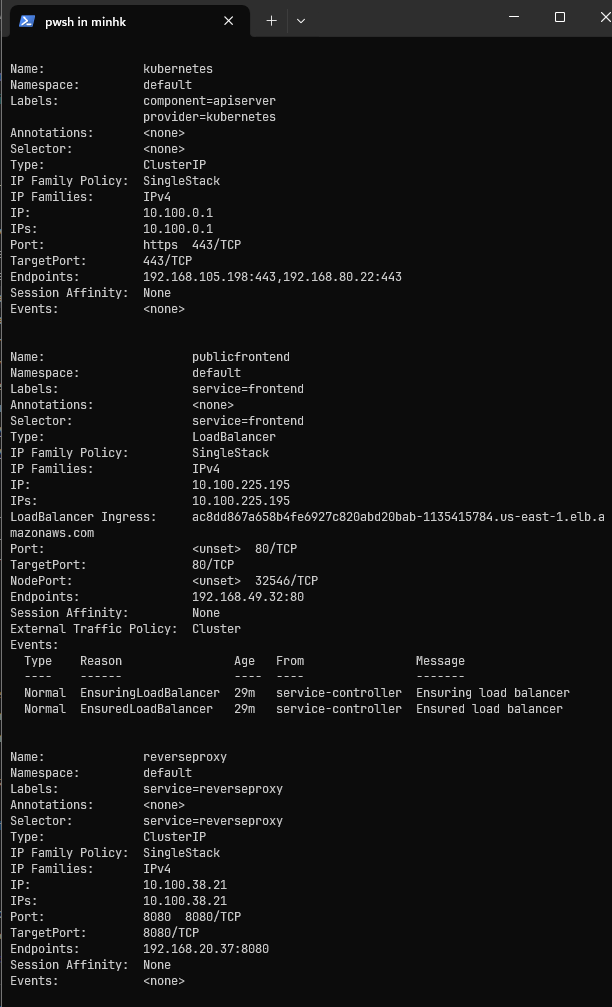 pwsh in minhk
Name:              kubernetes
Namespace:         default
Labels:            component=apiserver
                   provider=kubernetes
Annotations:       <none>
Selector:          <none>
Type:              ClusterIP
IP Family Policy:  SingleStack
IP Families:       IPv4
IP:                10.100.0.1
IPs:               10.100.0.1
Port:              https  443/TCP
TargetPort:        443/TCP
Endpoints:         192.168.105.198:443,192.168.80.22:443
Session Affinity:  None
Events:            <none>
Name:                     publicfrontend
Namespace:                default
Labels:                   service=frontend
Annotations:              <none>
Selector:                 service=frontend
Type:                     LoadBalancer
IP Family Policy:         SingleStack
IP Families:              IPv4
IP:                       10.100.225.195
IPs:                      10.100.225.195
LoadBalancer Ingress:     ac8dd867a658b4fe6927c820abd20bab-1135415784.us-east-1.elb.a
mazonaws.com
Port:                     <unset>  80/TCP
TargetPort:               80/TCP
NodePort:                 <unset>  32546/TCP
Endpoints:                192.168.49.32:80
Session Affinity:         None
External Traffic Policy:  Cluster
Events:
  Type    Reason                Age   From                Message
  ----    ------                ----  ----                -------
  Normal  EnsuringLoadBalancer  29m   service-controller  Ensuring load balancer
  Normal  EnsuredLoadBalancer   29m   service-controller  Ensured load balancer
Name:              reverseproxy
Namespace:         default
Labels:            service=reverseproxy
Annotations:       <none>
Selector:          service=reverseproxy
Type:              ClusterIP
IP Family Policy:  SingleStack
IP Families:       IPv4
IP:                10.100.38.21
IPs:               10.100.38.21
Port:              8080  8080/TCP
TargetPort:        8080/TCP
Endpoints:         192.168.20.37:8080
Session Affinity:  None
Events:            <none>